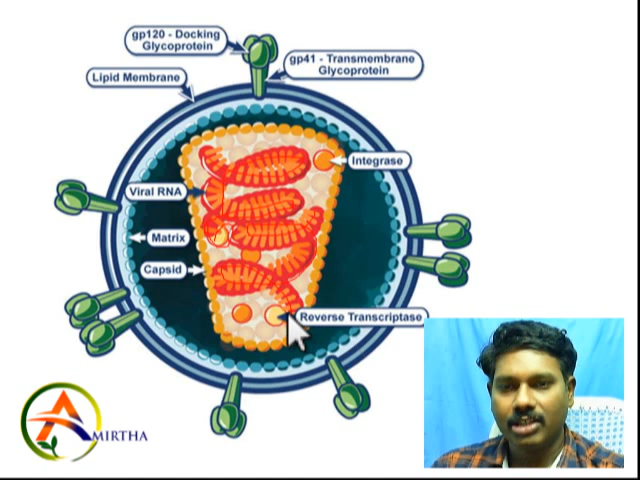 gp120 - Docking
Glycoprotein
gp41 - Transmembrane
Glycoprotein
Lipid Membrane
Integrase
Viral RNA
Matrix
Capsid
Reverse Transcriptase
AMIRTHA